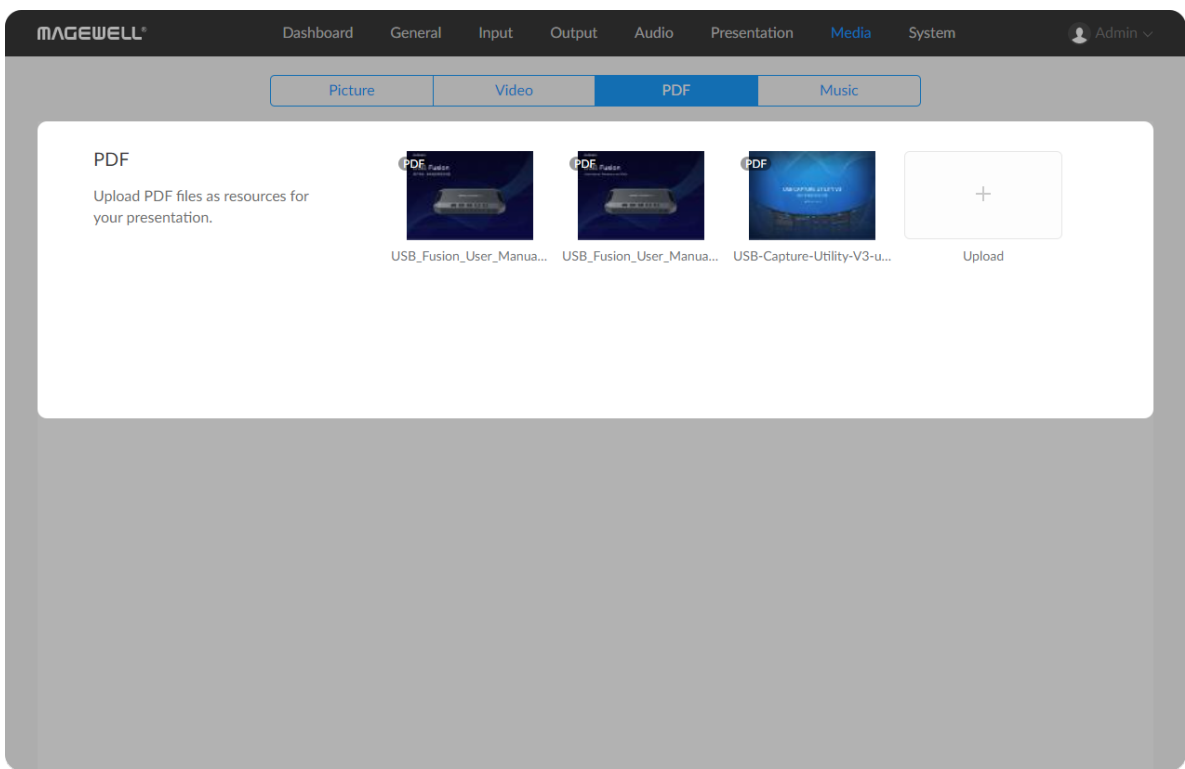 MAGEWELL®
Dashboard General Input Output Audio Presentation Media System Admin
Picture Video PDF Music
PDF
Upload PDF files as resources for
your presentation.
PDF PDF PDF
USB_Fusion_User_Manua... USB_Fusion_User_Manua... USB-Capture-Utility-V3-u... Upload